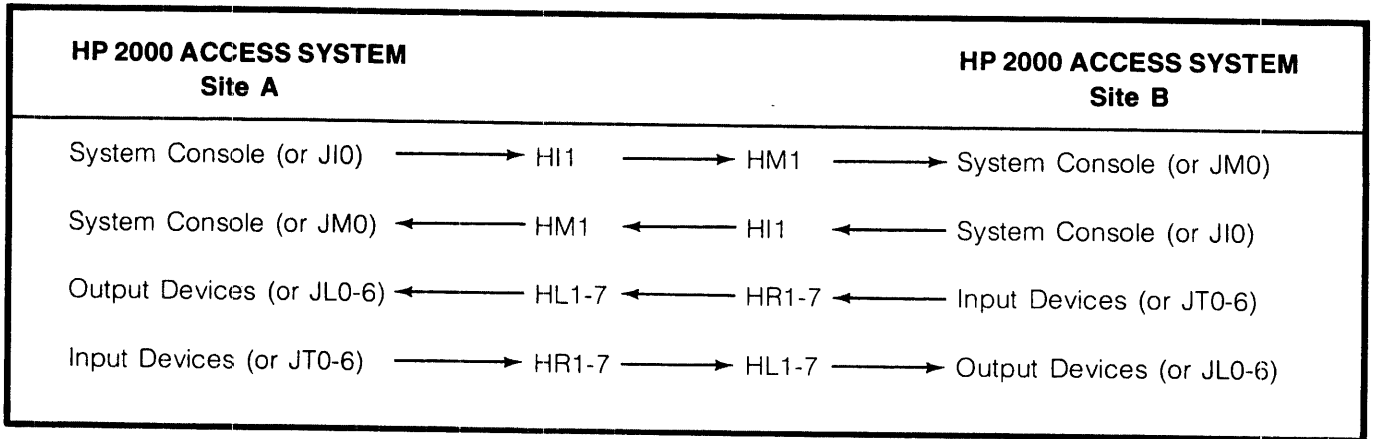 HP 2000 ACCESS SYSTEM
Site A
HP 2000 ACCESS SYSTEM
Site B
System Console (or JI0) HI1 HM1 System Console (or JM0)
System Console (or JM0) HM1 HI1 System Console (or JI0)
Output Devices (or JL0-6) HL1-7 HR1-7 Input Devices (or JT0-6)
Input Devices (or JT0-6) HR1-7 HL1-7 Output Devices (or JL0-6)